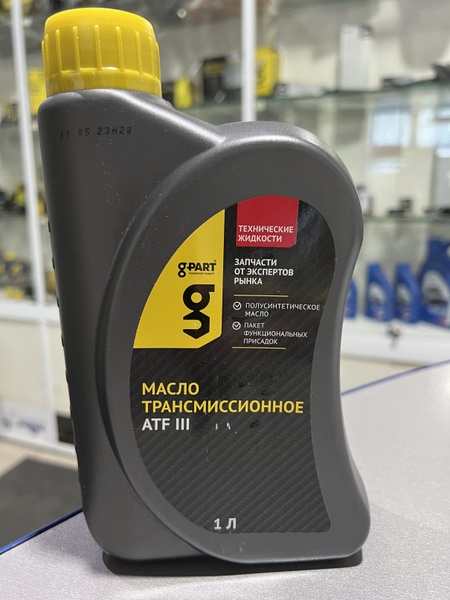 11.05.23H20
ТЕХНИЧЕСКИЕ
ЖИДКОСТИ
g-PART
ЗАПЧАСТИ
ОТ ЭКСПЕРТОВ
РЫНКА
ПОЛУСИНТЕТИЧЕСКОЕ
МАСЛО
ПАКЕТ
ФУНКЦИОНАЛЬНЫХ
ПРИСАДОК
МАСЛО
ТРАНСМИССИОННОЕ
ATF III
1 Л